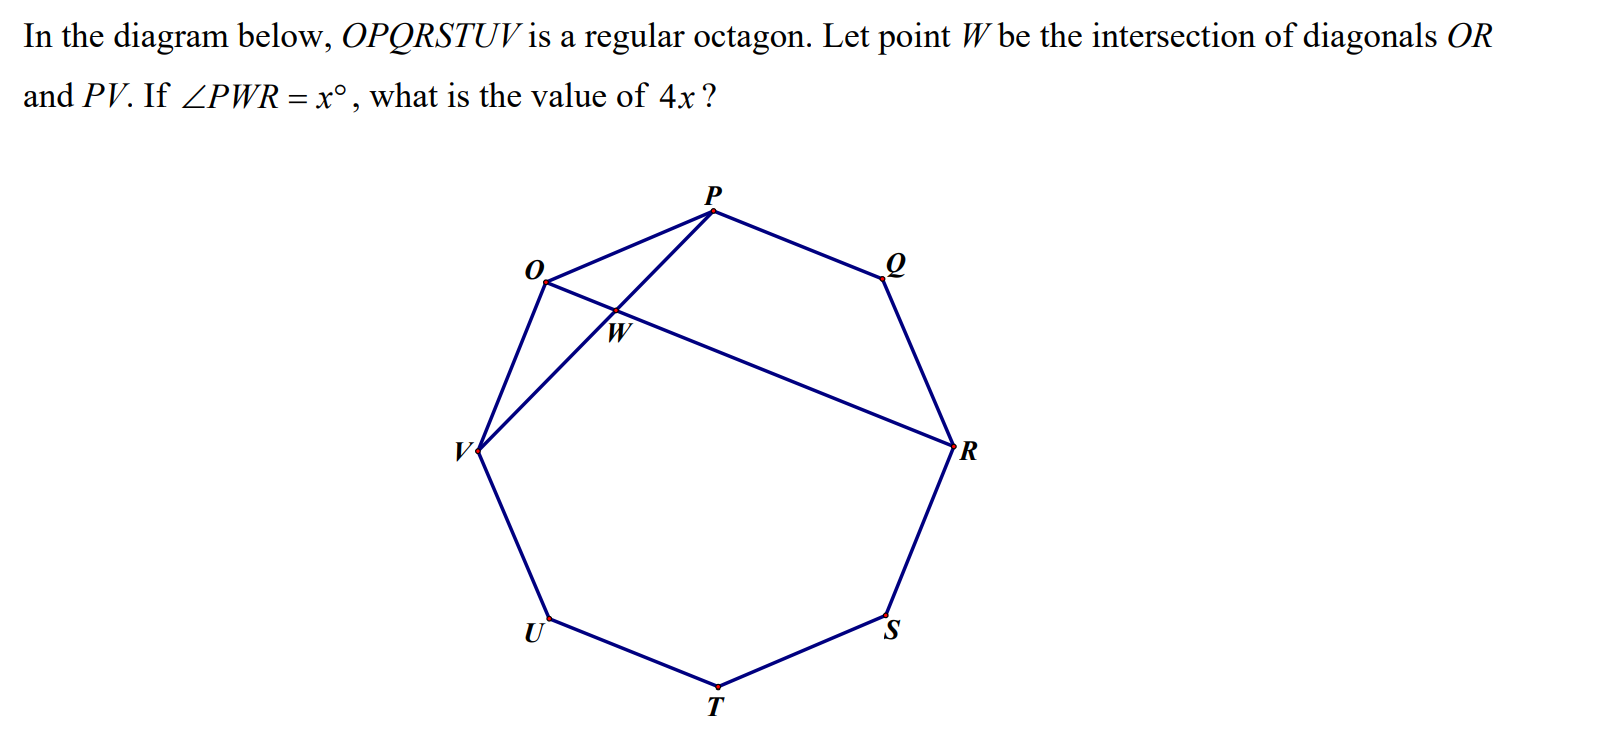 In the diagram below, OPQRSTUV is a regular octagon. Let point W be the intersection of diagonals OR
and PV. If ∠PWR = x°, what is the value of 4x?
P
O
Q
W
V
R
U
S
T